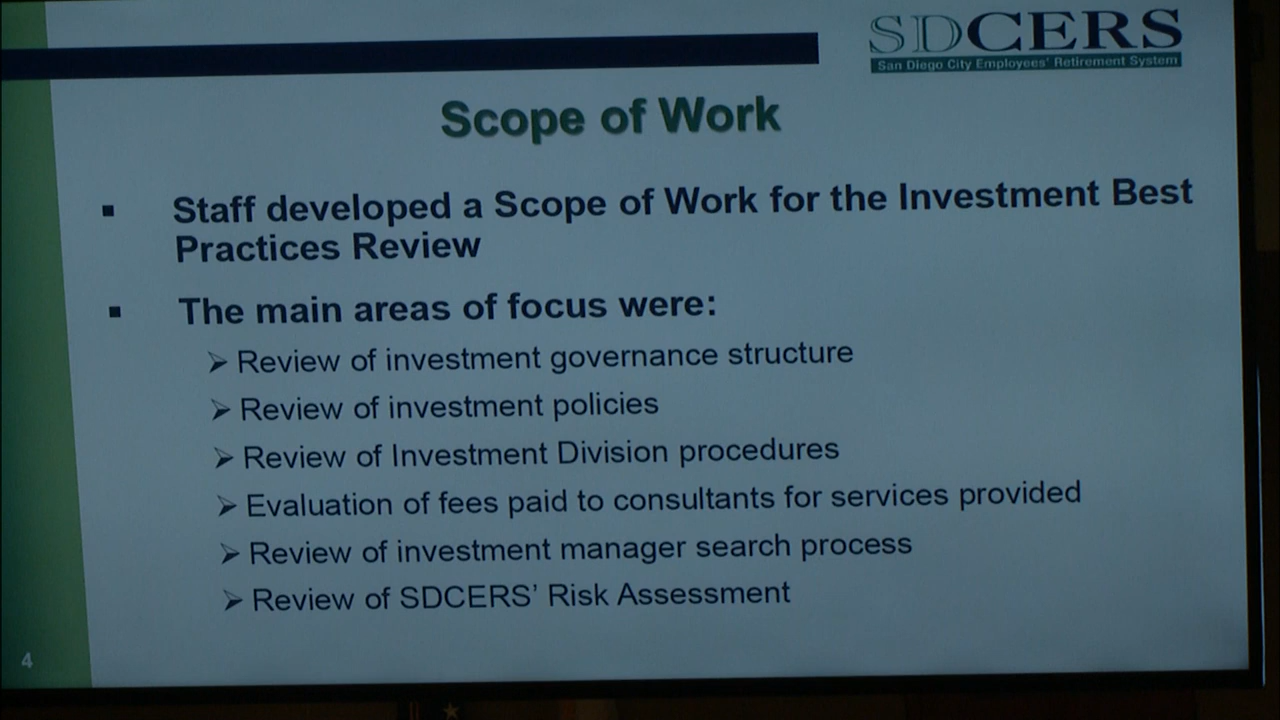 SDCERS
San Diego City Employees' Retirement System
Scope of Work
▪ Staff developed a Scope of Work for the Investment Best
Practices Review
▪ The main areas of focus were:
➢ Review of investment governance structure
➢ Review of investment policies
➢ Review of Investment Division procedures
➢ Evaluation of fees paid to consultants for services provided
➢ Review of investment manager search process
➢ Review of SDCERS’ Risk Assessment
4